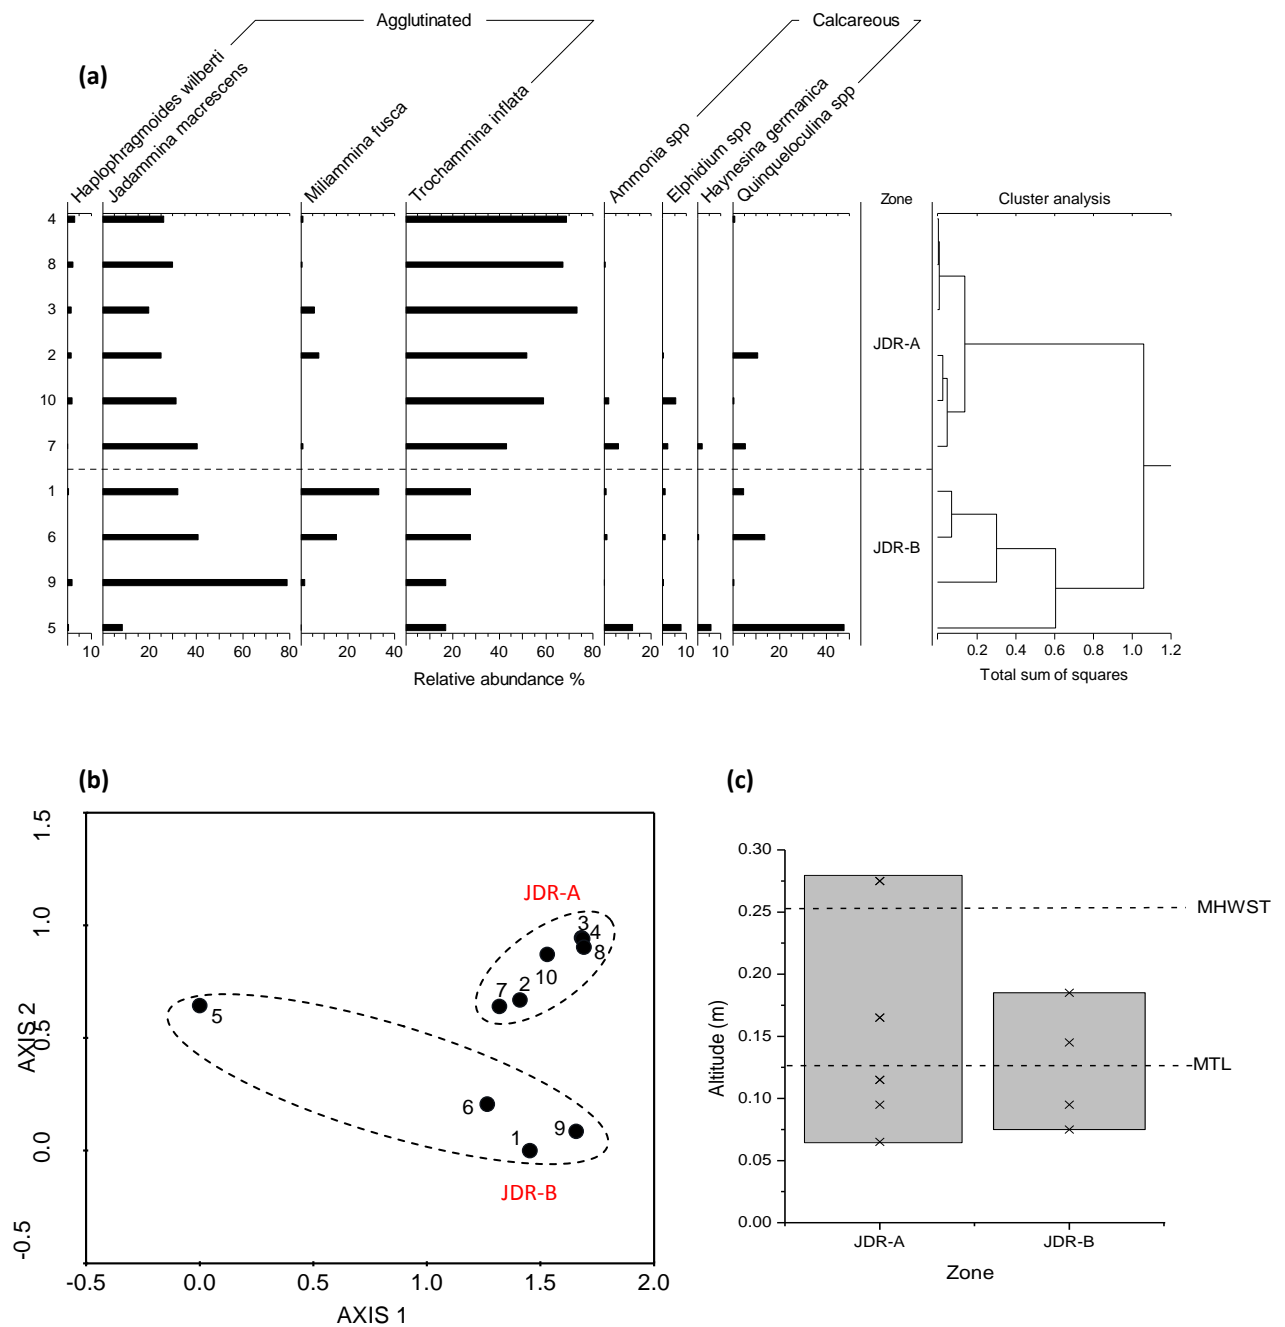 Agglutinated
Calcareous
(a)
Haplophragmoides wilberti
Jadammina macrescens
Miliammina fusca
Trochammina inflata
Ammonia spp
Elphidium spp
Haynesina germanica
Quinqueloculina spp
Zone
Cluster analysis
4
8
3
2
JDR-A
10
7
1
6
JDR-B
9
5
10 20 40 60 80 20 40 20 40 60 80 20 10 10 20 40 0.2 0.4 0.6 0.8 1.0 1.2
Relative abundance %
Total sum of squares
(b)
1.5
1.0
0.5
0.0
-0.5
AXIS 2
JDR-A
3
4
8
10
7
2
5
6
1
9
JDR-B
-0.5 0.0 0.5 1.0 1.5 2.0
AXIS 1
(c)
0.30
0.25
0.20
0.15
0.10
0.05
0.00
Altitude (m)
MHWST
MTL
JDR-A JDR-B
Zone